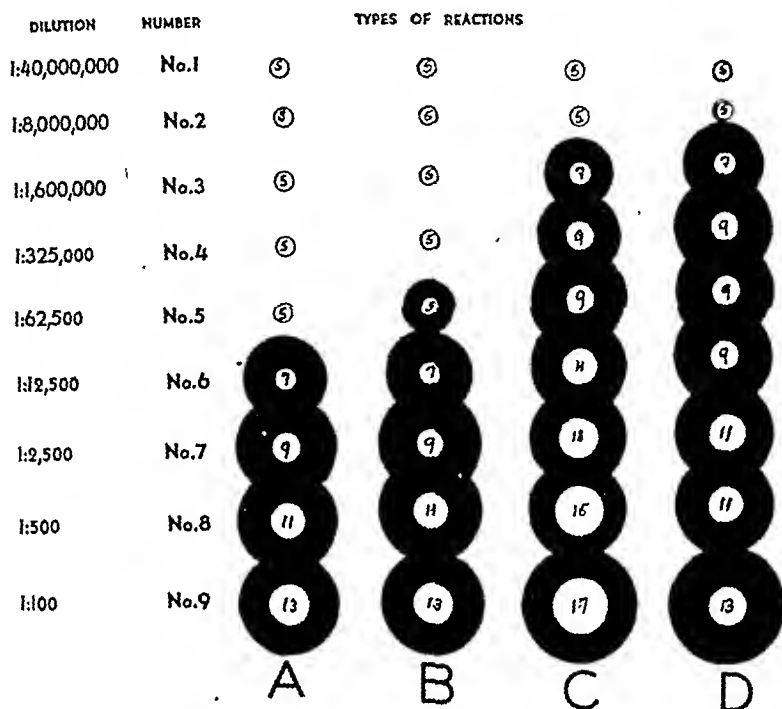 DILUTION NUMBER TYPES OF REACTIONS
1:40,000,000 No.1 5 5 5 5
1:8,000,000 No.2 5 5 5 5
1:1,600,000 No.3 5 5 7 7
1:325,000 No.4 5 5 9 9
1:62,500 No.5 5 5 9 9
1:12,500 No.6 7 7 11 9
1:2,500 No.7 9 9 13 11
1:500 No.8 11 11 15 11
1:100 No.9 13 13 17 13
A B C D